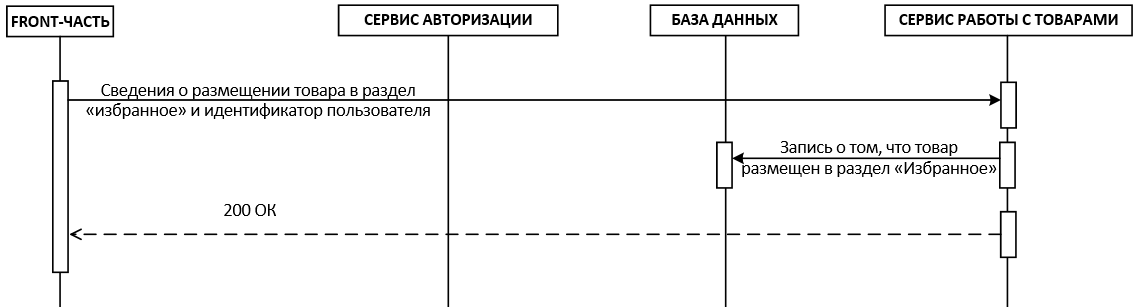 FRONT-ЧАСТЬ
СЕРВИС АВТОРИЗАЦИИ
БАЗА ДАННЫХ
СЕРВИС РАБОТЫ С ТОВАРАМИ
Сведения о размещении товара в раздел
«избранное» и идентификатор пользователя
Запись о том, что товар
размещен в раздел «Избранное»
200 ОК